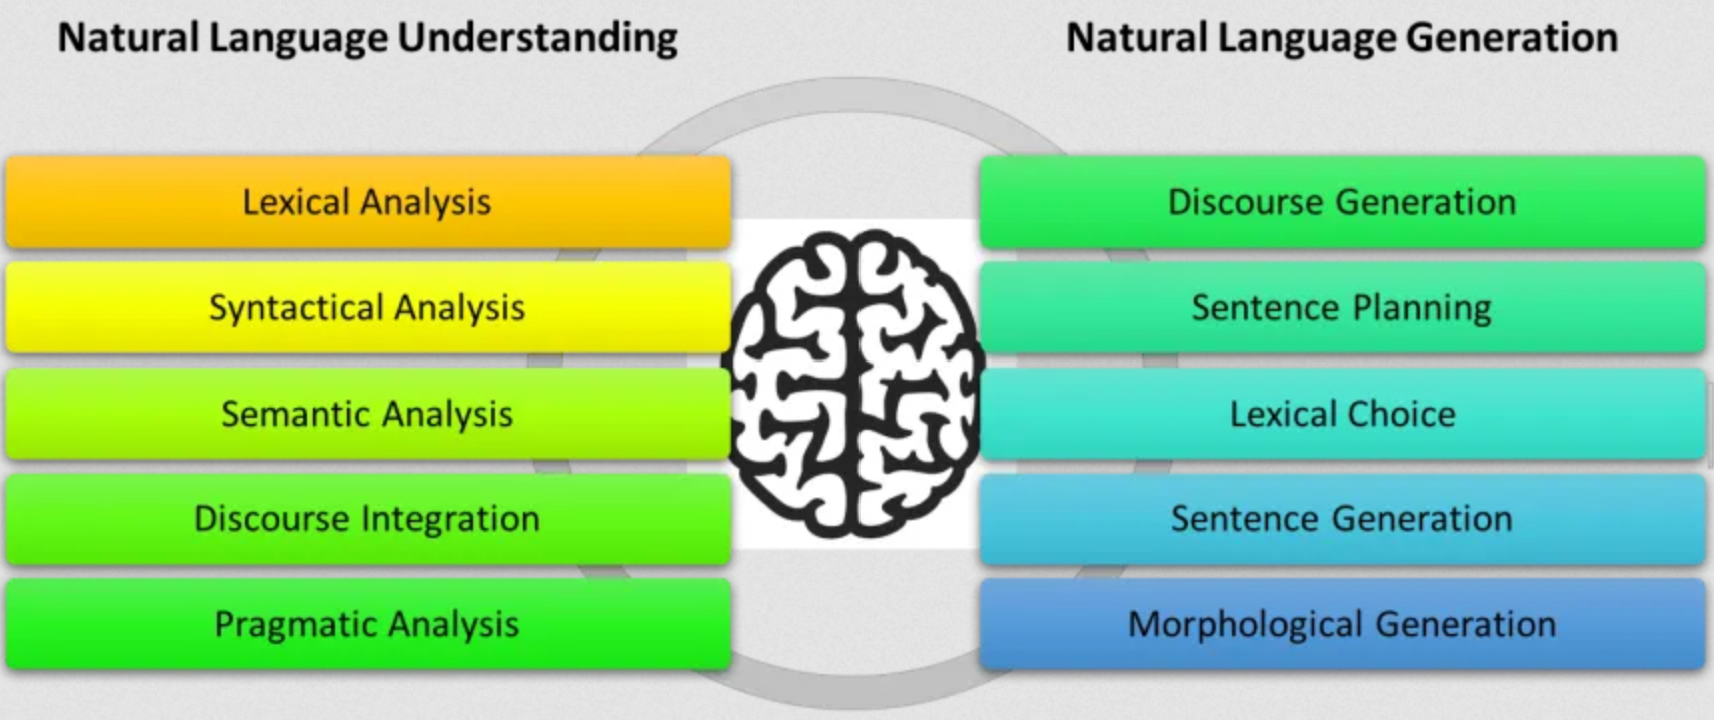 Natural Language Understanding
Lexical Analysis
Syntactical Analysis
Semantic Analysis
Discourse Integration
Pragmatic Analysis
Natural Language Generation
Discourse Generation
Sentence Planning
Lexical Choice
Sentence Generation
Morphological Generation